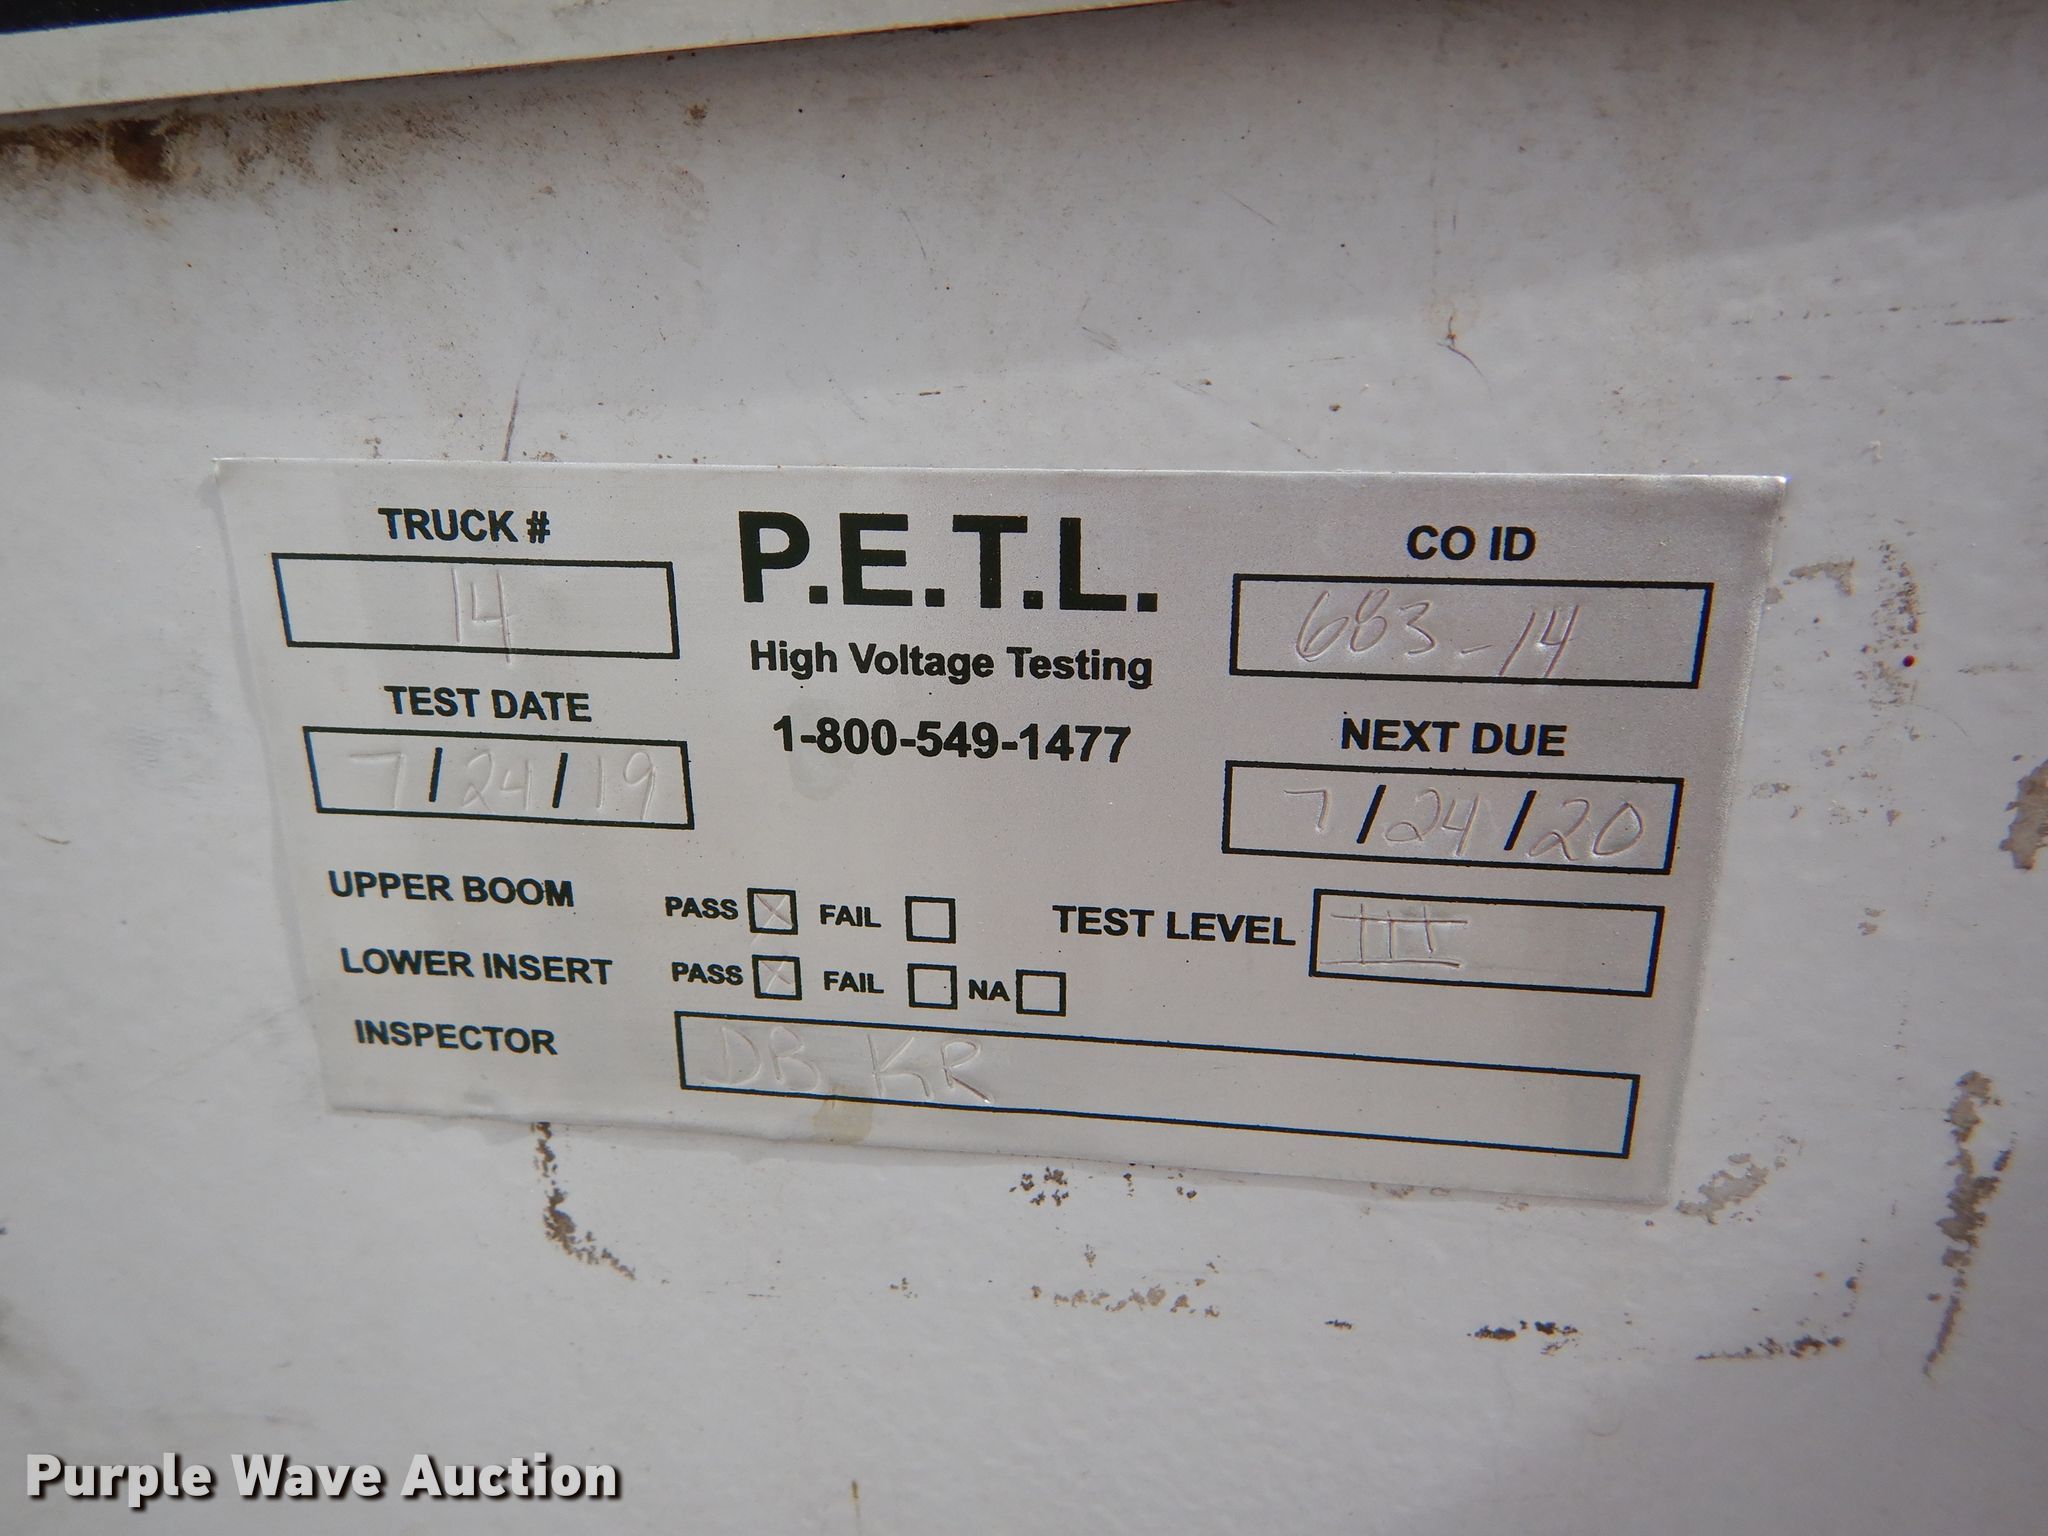 TRUCK #
14
P.E.T.L.
CO ID
683-14
High Voltage Testing
TEST DATE
7/24/19
1-800-549-1477
NEXT DUE
7/24/20
UPPER BOOM PASS X FAIL TEST LEVEL III
LOWER INSERT PASS X FAIL NA
INSPECTOR DB KR
Purple Wave Auction